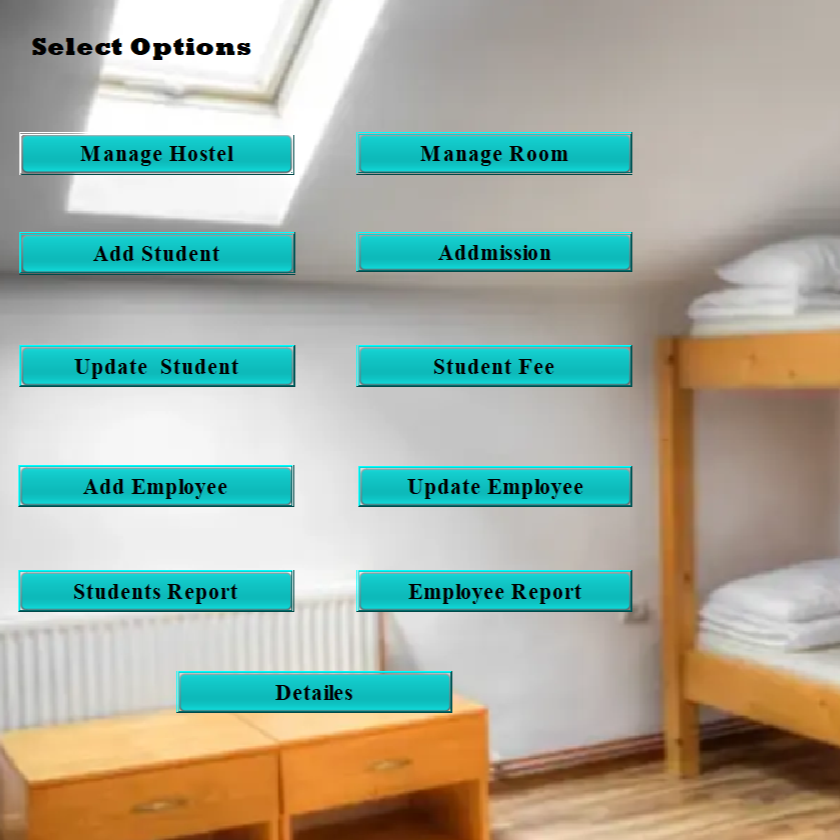 Select Options
Manage Hostel
Manage Room
Add Student
Addmission
Update  Student
Student Fee
Add Employee
Update Employee
Students Report
Employee Report
Detailes